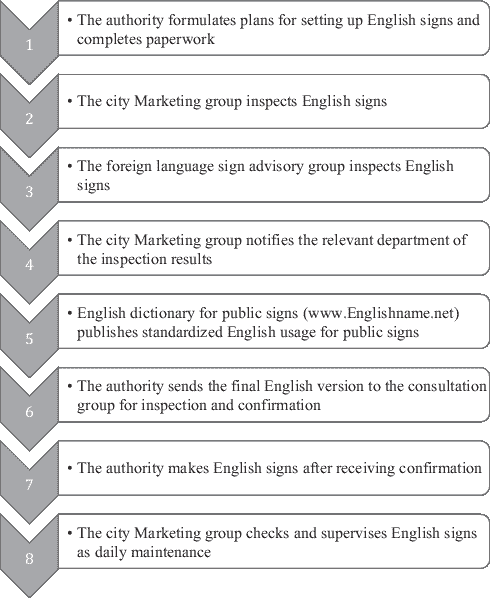 1
• The authority formulates plans for setting up English signs and
completes paperwork
2
• The city Marketing group inspects English signs
3
• The foreign language sign advisory group inspects English
signs
4
• The city Marketing group notifies the relevant department of
the inspection results
5
• English dictionary for public signs (www.Englishname.net)
publishes standardized English usage for public signs
6
• The authority sends the final English version to the consultation
group for inspection and confirmation
7
• The authority makes English signs after receiving confirmation
8
• The city Marketing group checks and supervises English signs
as daily maintenance